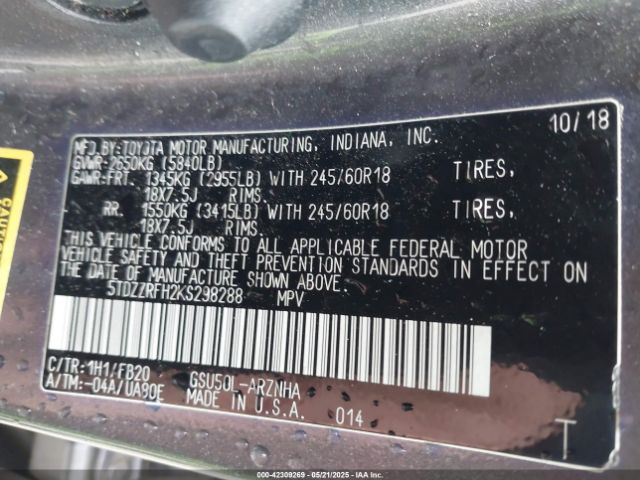 10/18
MFD.BY:TOYOTA MOTOR MANUFACTURING, INDIANA, INC.
GVWR:2650KG (5840LB)
GAWR:FRT. 1345KG (2955LB) WITH 245/60R18 TIRES,
18X7.5J RIMS.
RR. 1550KG (3415LB) WITH 245/60R18 TIRES,
18X7.5J RIMS.
THIS VEHICLE CONFORMS TO ALL APPLICABLE FEDERAL MOTOR
VEHICLE SAFETY AND THEFT PREVENTION STANDARDS IN EFFECT ON
THE DATE OF MANUFACTURE SHOWN ABOVE.
5TDZZRFH2KS298288 MPV
C/TR:1H1/FB20 GSU50L-ARZNHA
A/TM:-04A/UA80E MADE IN U.S.A. 014
T
000-42309269 - 05/21/2025 - IAAI.COM